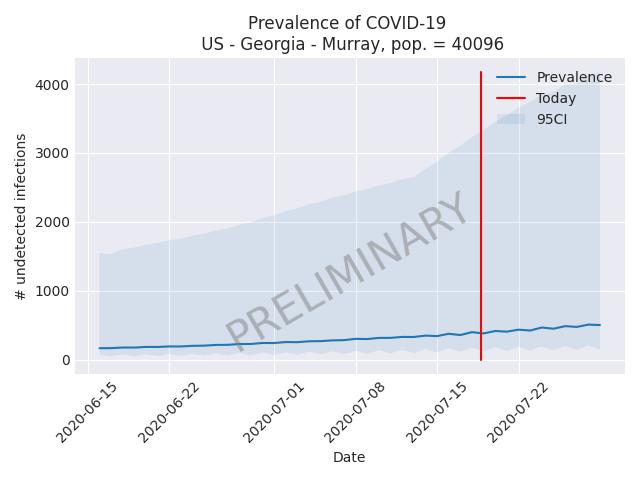 Prevalence of COVID-19
US - Georgia - Murray, pop. = 40096
# undetected infections
4000
3000
2000
1000
0
Prevalence
Today
95CI
PRELIMINARY
2020-06-15
2020-06-22
2020-07-01
2020-07-08
2020-07-15
2020-07-22
Date